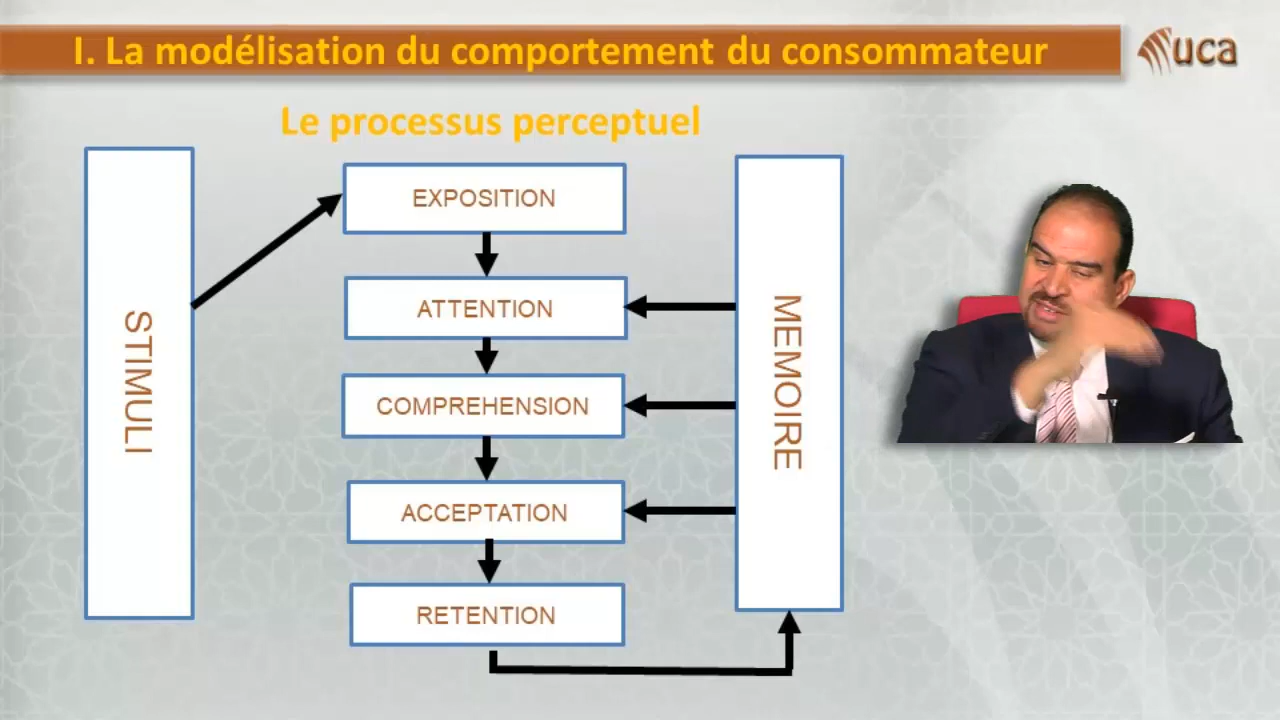 I. La modélisation du comportement du consommateur
uca
Le processus perceptuel
STIMULI
EXPOSITION
ATTENTION
COMPREHENSION
ACCEPTATION
RETENTION
MEMOIRE